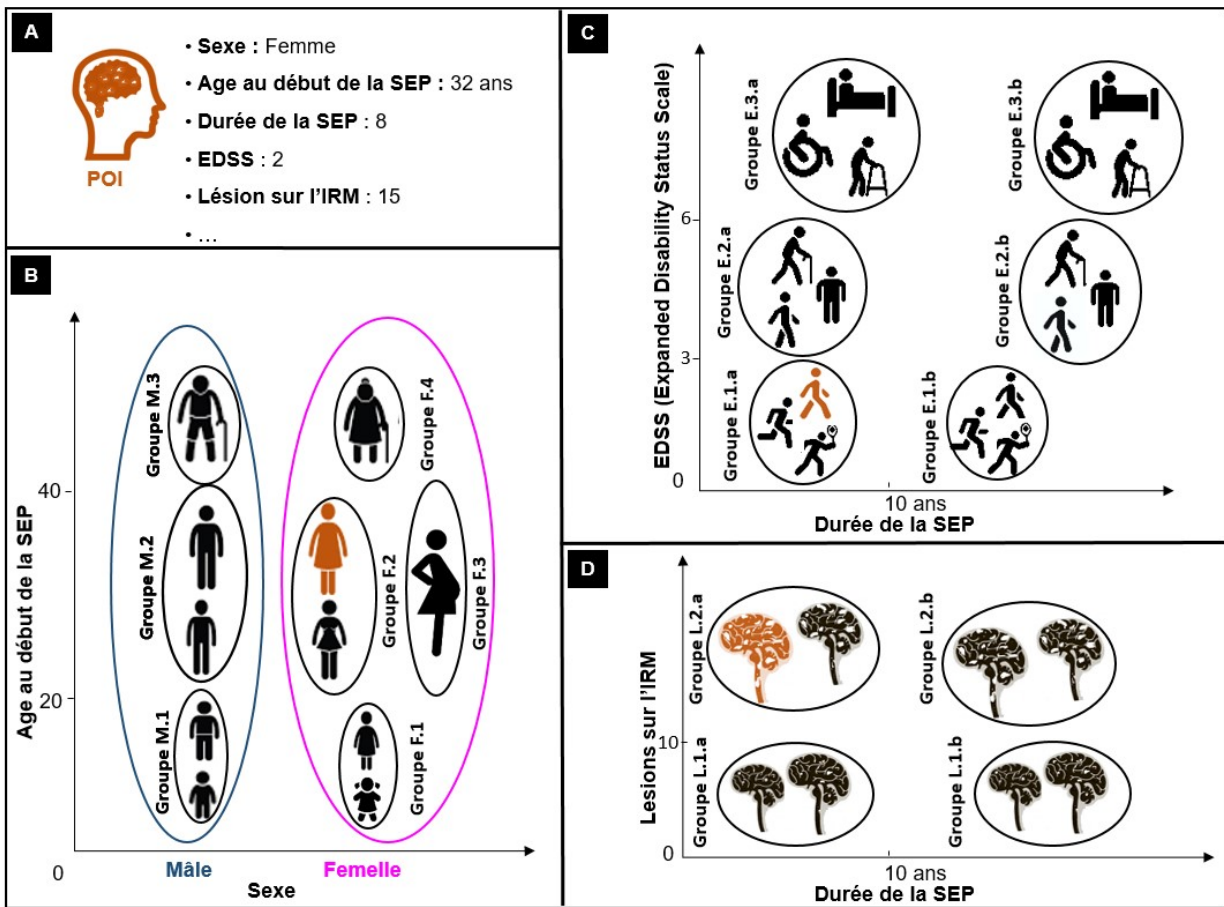 A
• Sexe : Femme
• Age au début de la SEP : 32 ans
• Durée de la SEP : 8
• EDSS : 2
• Lésion sur l'IRM : 15
• ...
POI
B
Age au début de la SEP
40
20
0
Groupe M.3
Groupe M.2
Groupe M.1
Groupe F.4
Groupe F.2
Groupe F.3
Groupe F.1
Mâle
Femelle
Sexe
C
EDSS (Expanded Disability Status Scale)
6
3
0
Groupe E.3.a
Groupe E.3.b
Groupe E.2.a
Groupe E.2.b
Groupe E.1.a
Groupe E.1.b
10 ans
Durée de la SEP
D
Lesions sur l'IRM
10
0
Groupe L.2.a
Groupe L.2.b
Groupe L.1.a
Groupe L.1.b
10 ans
Durée de la SEP